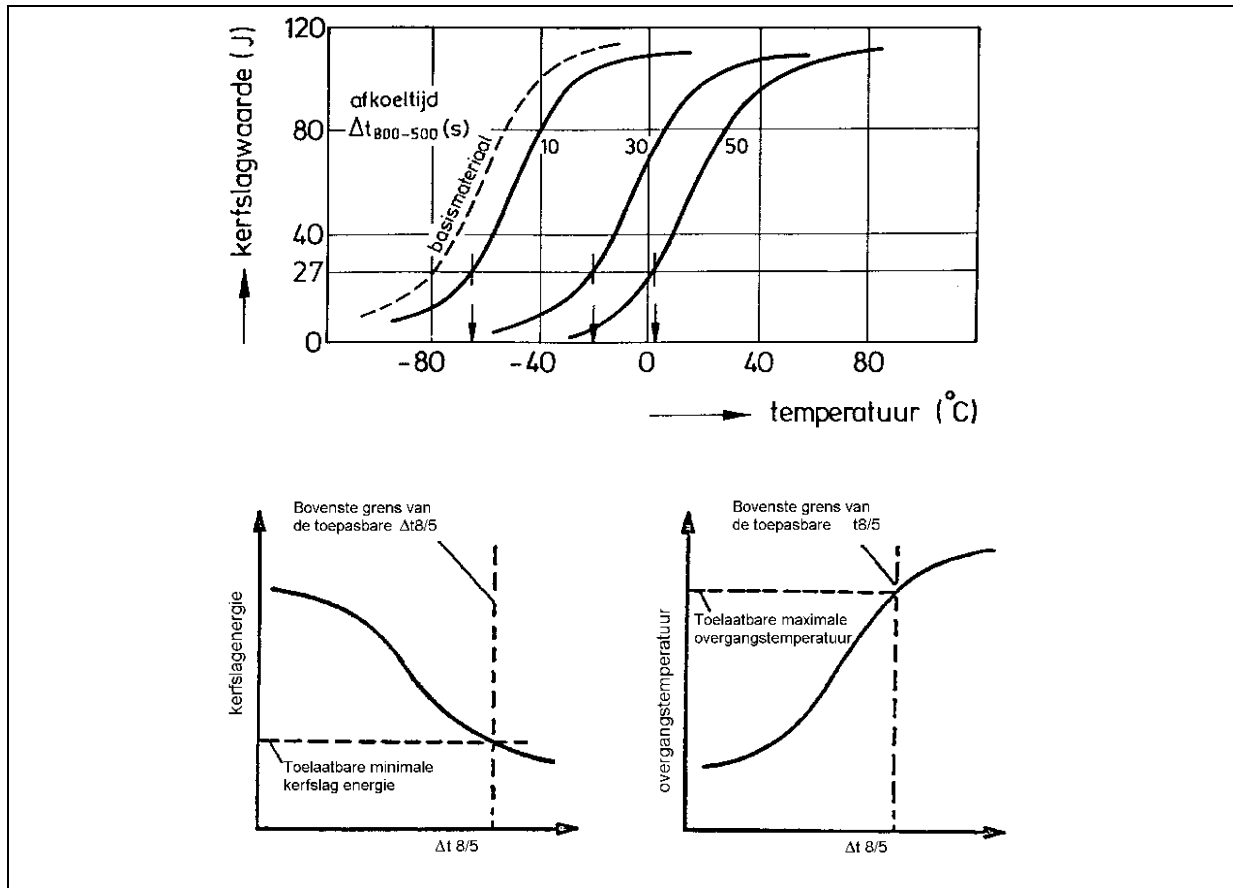 120
80
40
27
0
kerfslagwaarde (J)
afkoeltijd
Δt800-500 (s)
basismateriaal
10
30
50
-80
-40
0
40
80
temperatuur (°C)
Bovenste grens van
de toepasbare Δt8/5
kerfslagenergie
Toelaatbare minimale
kerfslag energie
Δt 8/5
Bovenste grens van
de toepasbare t8/5
overgangstemperatuur
Toelaatbare maximale
overgangstemperatuur
Δt 8/5